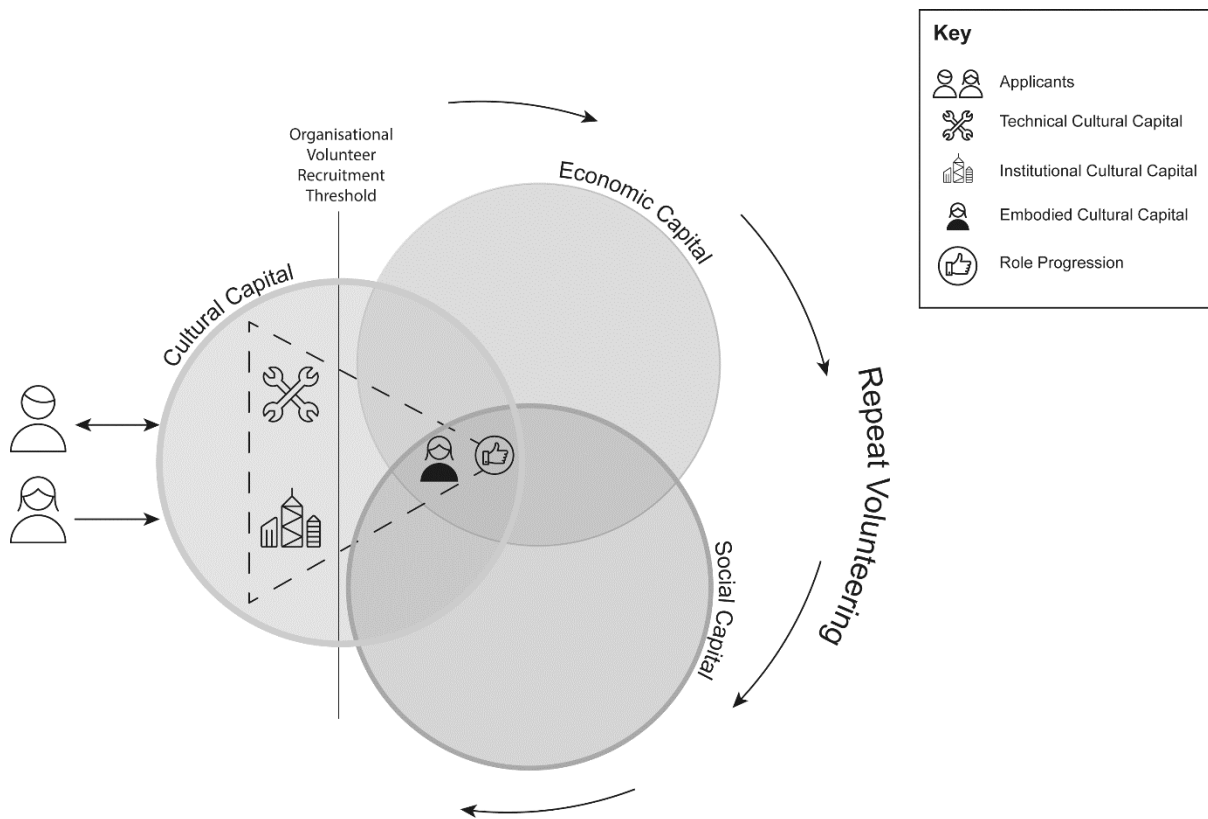 Key
Applicants
Technical Cultural Capital
Institutional Cultural Capital
Embodied Cultural Capital
Role Progression
Organisational
Volunteer
Recruitment
Threshold
Economic Capital
Cultural Capital
Social Capital
Repeat Volunteering